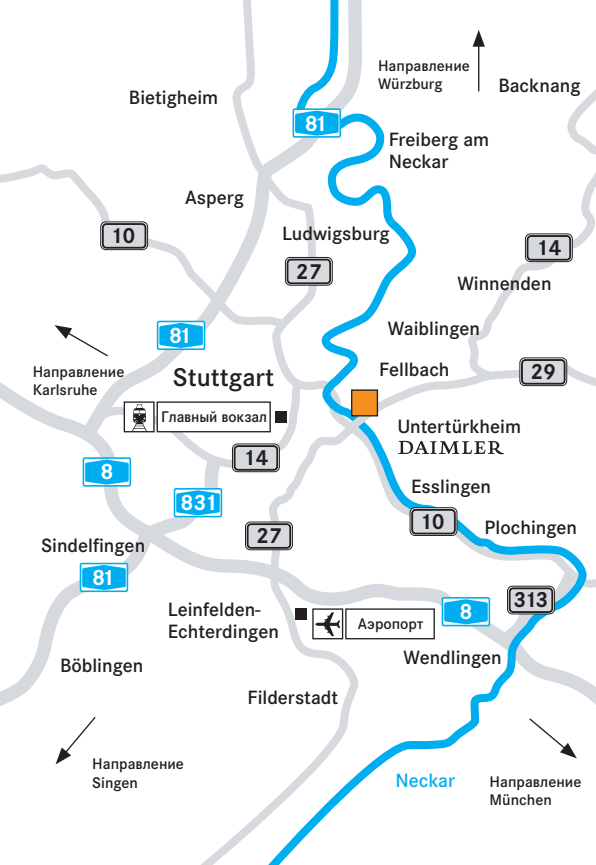 Направление
Würzburg
Backnang
Bietigheim
81
Freiberg am
Neckar
Asperg
10
Ludwigsburg
14
27
Winnenden
81
Waiblingen
Направление
Karlsruhe
Stuttgart
Fellbach
29
Главный вокзал
Untertürkheim
DAIMLER
14
8
Esslingen
831
10
Plochingen
27
Sindelfingen
81
313
Leinfelden-
Echterdingen
8
Аэропорт
Böblingen
Wendlingen
Filderstadt
Направление
Singen
Neckar
Направление
München